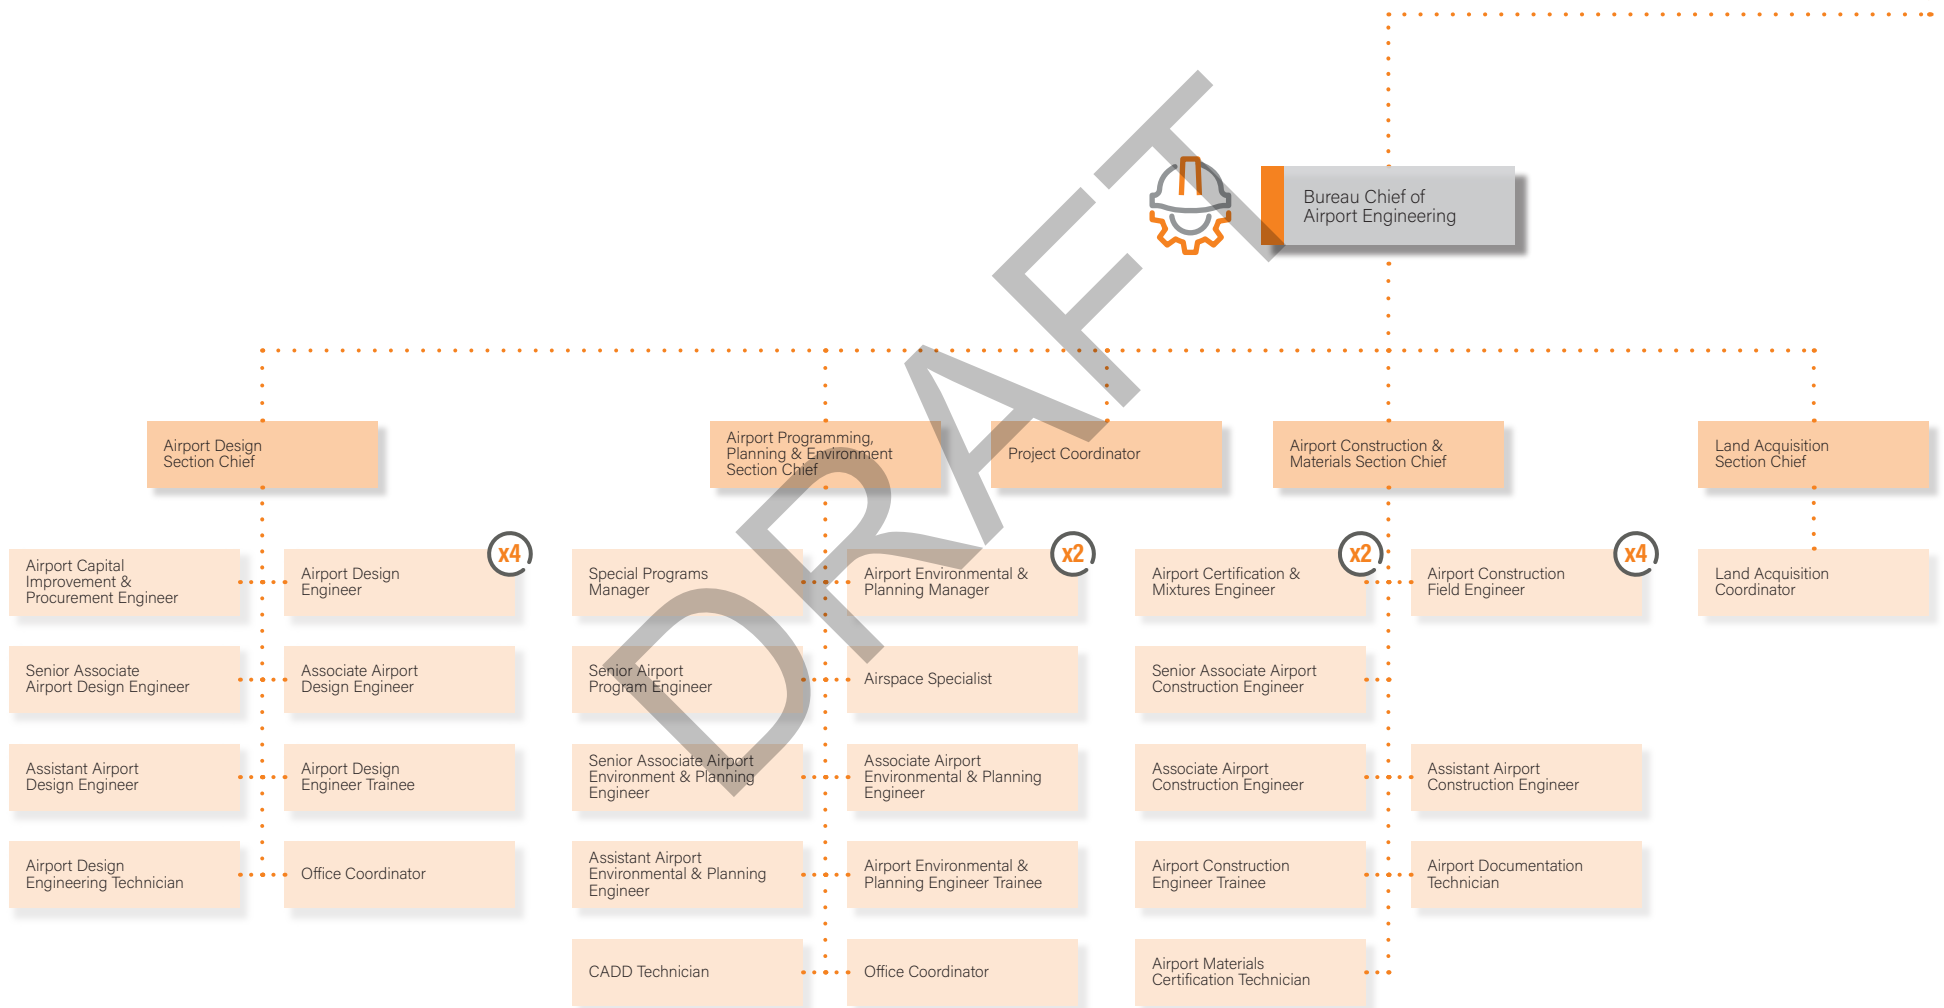 Bureau Chief of
Airport Engineering
DRAFT
Airport Design
Section Chief
Airport Programming,
Planning & Environment
Section Chief
Project Coordinator
Airport Construction &
Materials Section Chief
Land Acquisition
Section Chief
Airport Capital
Improvement &
Procurement Engineer
Airport Design
Engineer
x4
Special Programs
Manager
Airport Environmental &
Planning Manager
x2
Airport Certification &
Mixtures Engineer
x2
Airport Construction
Field Engineer
x4
Land Acquisition
Coordinator
Senior Associate
Airport Design Engineer
Associate Airport
Design Engineer
Senior Airport
Program Engineer
Airspace Specialist
Senior Associate Airport
Construction Engineer
Assistant Airport
Design Engineer
Airport Design
Engineer Trainee
Senior Associate Airport
Environment & Planning
Engineer
Associate Airport
Environmental & Planning
Engineer
Associate Airport
Construction Engineer
Assistant Airport
Construction Engineer
Airport Design
Engineering Technician
Office Coordinator
Assistant Airport
Environmental & Planning
Engineer
Airport Environmental &
Planning Engineer Trainee
Airport Construction
Engineer Trainee
Airport Documentation
Technician
CADD Technician
Office Coordinator
Airport Materials
Certification Technician